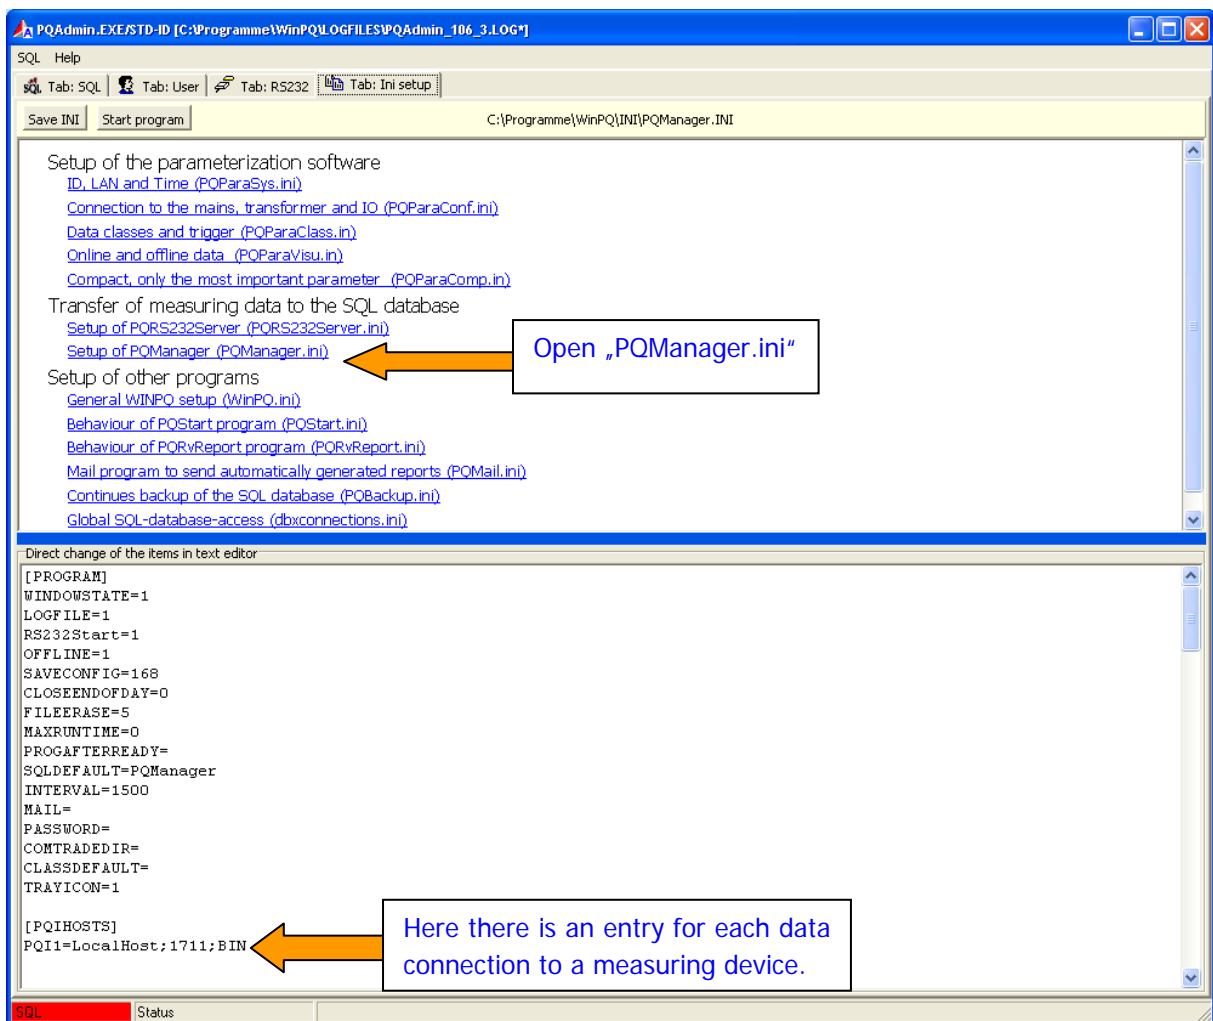 PQAdmin.EXE/STD-ID [C:\Programme\WinPQ\LOGFILES\PQAdmin_106_3.LOG*]
SQL Help
SQL Tab: SQL Tab: User Tab: RS232 Tab: Ini setup
Save INI Start program C:\Programme\WinPQ\INI\PQManager.INI
Setup of the parameterization software
ID, LAN and Time (PQParaSys.ini)
Connection to the mains, transformer and IO (PQParaConf.ini)
Data classes and trigger (PQParaClass.in)
Online and offline data (PQParaVisu.in)
Compact, only the most important parameter (PQParaComp.in)
Transfer of measuring data to the SQL database
Setup of PQRS232Server (PQRS232Server.ini)
Setup of PQManager (PQManager.ini)
Open „PQManager.ini“
Setup of other programs
General WINPQ setup (WinPQ.ini)
Behaviour of PQStart program (PQStart.ini)
Behaviour of PQRvReport program (PQRvReport.ini)
Mail program to send automatically generated reports (PQMail.ini)
Continues backup of the SQL database (PQBackup.ini)
Global SQL-database-access (dbxconnections.ini)
Direct change of the items in text editor
[PROGRAM]
WINDOWSTATE=1
LOGFILE=1
RS232Start=1
OFFLINE=1
SAVECONFIG=168
CLOSEENDOFDAY=0
FILEERASE=5
MAXRUNTIME=0
PROGAFTERREADY=
SQLDEFAULT=PQManager
INTERVAL=1500
MAIL=
PASSWORD=
COMTRADEDIR=
CLASSDEFAULT=
TRAYICON=1
[PQIHOSTS]
PQI1=LocalHost;1711;BIN
Here there is an entry for each data
connection to a measuring device.
SQL Status